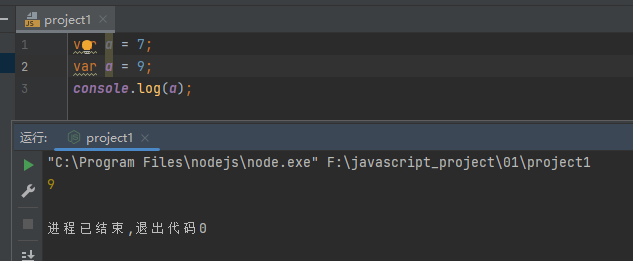 project1
1 var a = 7;
2 var a = 9;
3 console.log(a);
运行: project1
"C:\Program Files\nodejs\node.exe" F:\javascript_project\01\project1
9
进程已结束,退出代码0